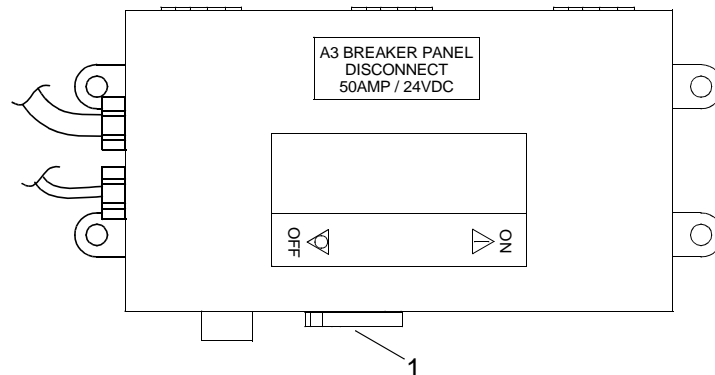 A3 BREAKER PANEL
DISCONNECT
50AMP / 24VDC
OFF
ON
1